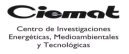 Ciemat
Centro de Investigaciones
Energéticas, Medioambientales
y Tecnológicas